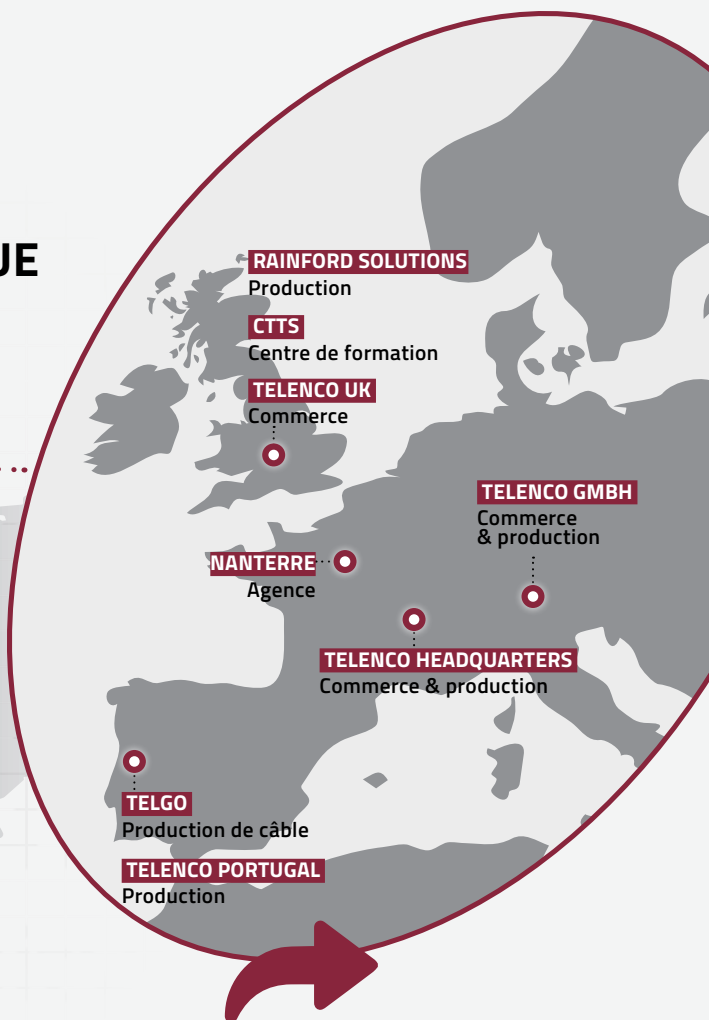 UE
RAINFORD SOLUTIONS
Production
CTTS
Centre de formation
TELENCO UK
Commerce
TELENCO GMBH
Commerce
& production
NANTERRE
Agence
TELENCO HEADQUARTERS
Commerce & production
TELGO
Production de câble
TELENCO PORTUGAL
Production